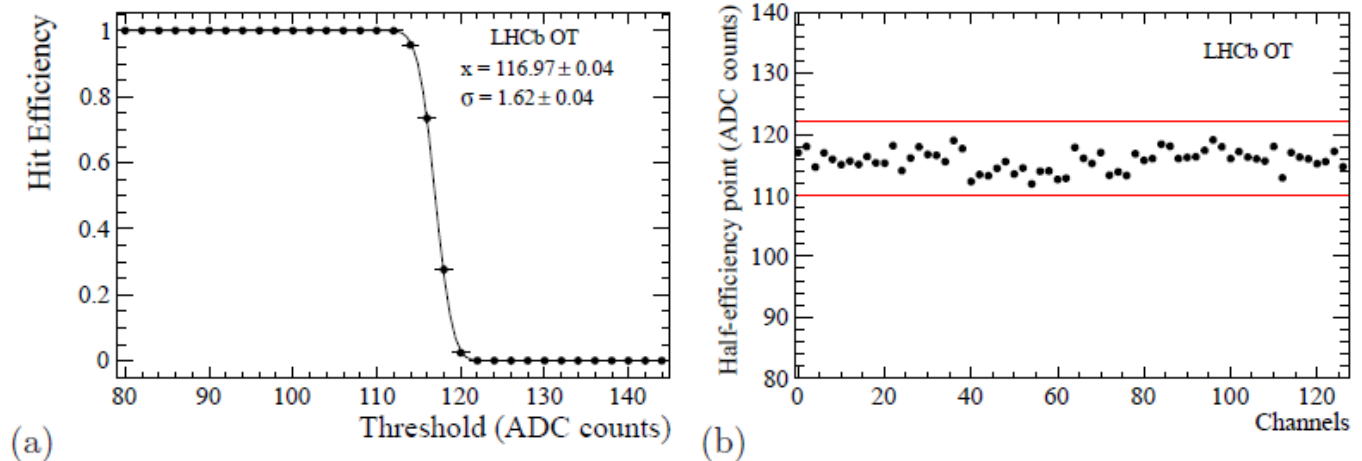 LHCb OT
x = 116.97 ± 0.04
σ = 1.62 ± 0.04
Hit Efficiency
1
0.8
0.6
0.4
0.2
0
80 90 100 110 120 130 140
Threshold (ADC counts)
(a)
LHCb OT
Half-efficiency point (ADC counts)
140
130
120
110
100
90
80
0 20 40 60 80 100 120
Channels
(b)